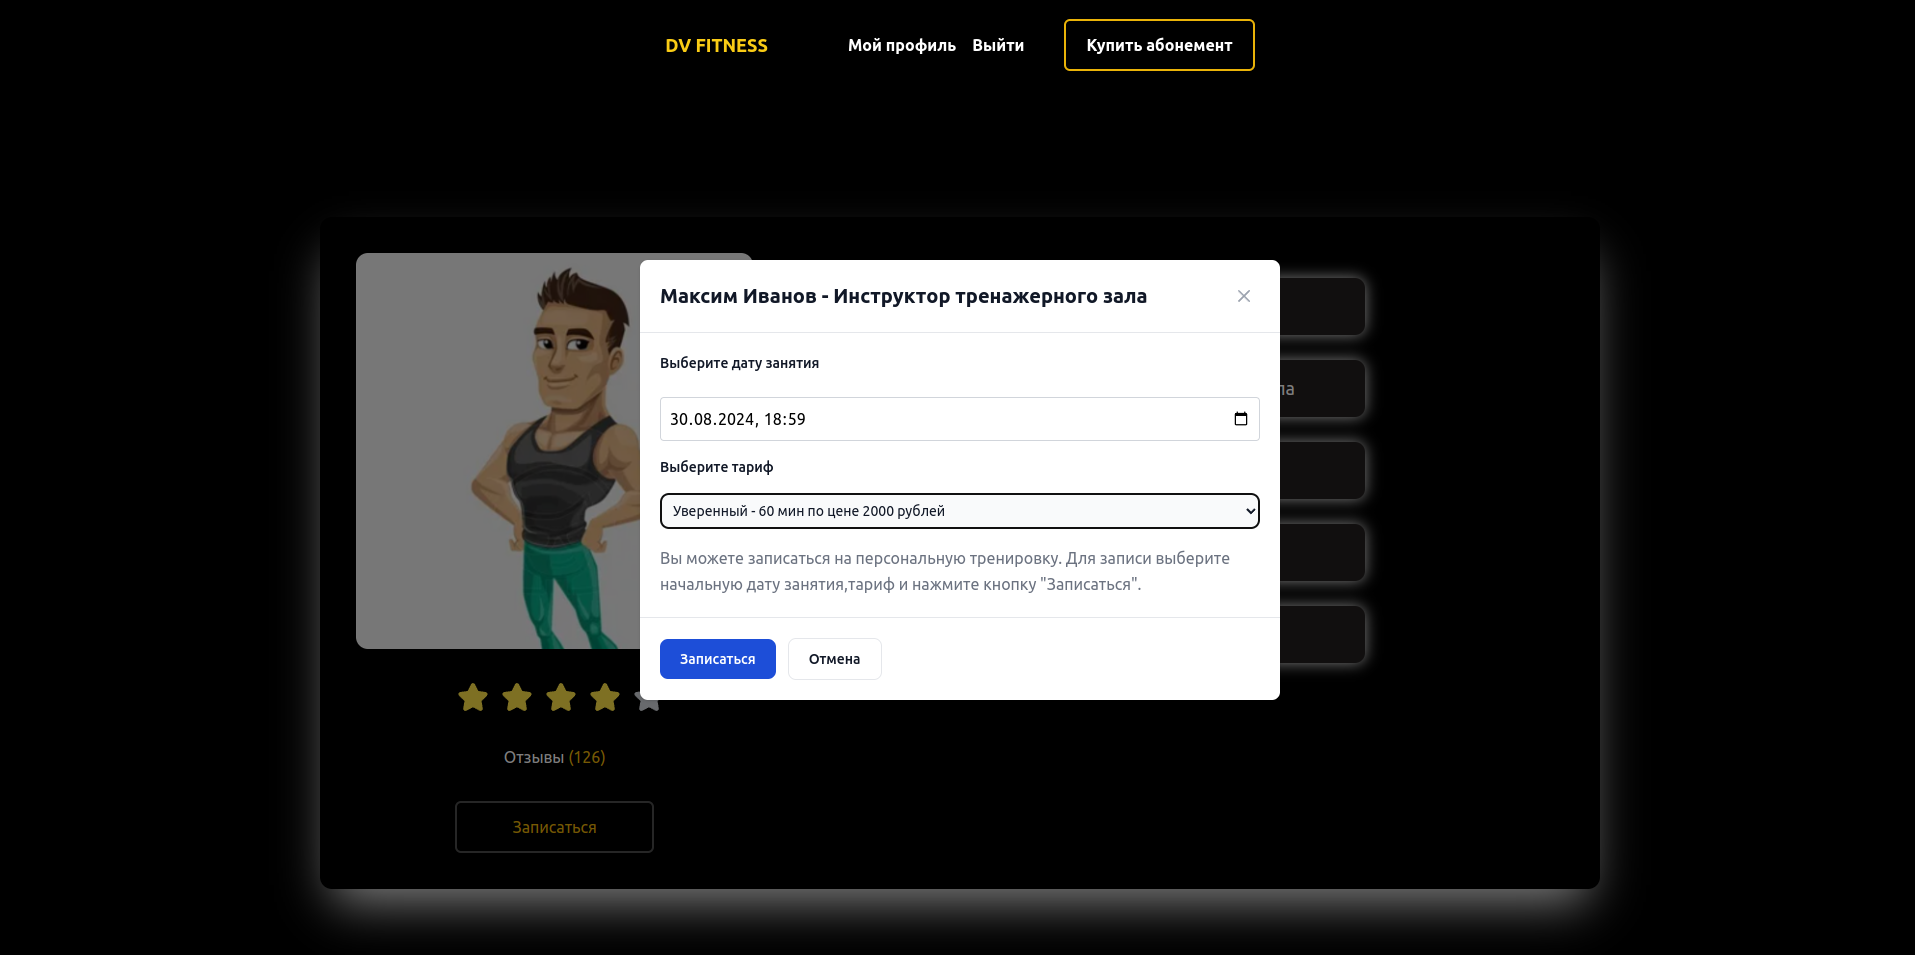 DV FITNESS
Мой профиль
Выйти
Купить абонемент
Максим Иванов - Инструктор тренажерного зала
Выберите дату занятия
30.08.2024, 18:59
Выберите тариф
Уверенный - 60 мин по цене 2000 рублей
Вы можете записаться на персональную тренировку. Для записи выберите
начальную дату занятия,тариф и нажмите кнопку "Записаться".
Записаться
Отмена
Отзывы (126)
Записаться